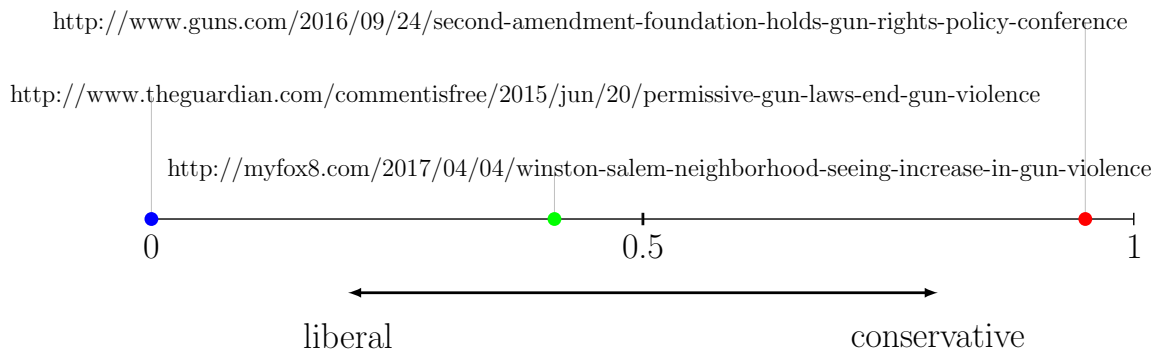 http://www.guns.com/2016/09/24/second-amendment-foundation-holds-gun-rights-policy-conference
http://www.theguardian.com/commentisfree/2015/jun/20/permissive-gun-laws-end-gun-violence
http://myfox8.com/2017/04/04/winston-salem-neighborhood-seeing-increase-in-gun-violence
0 0.5 1
liberal conservative